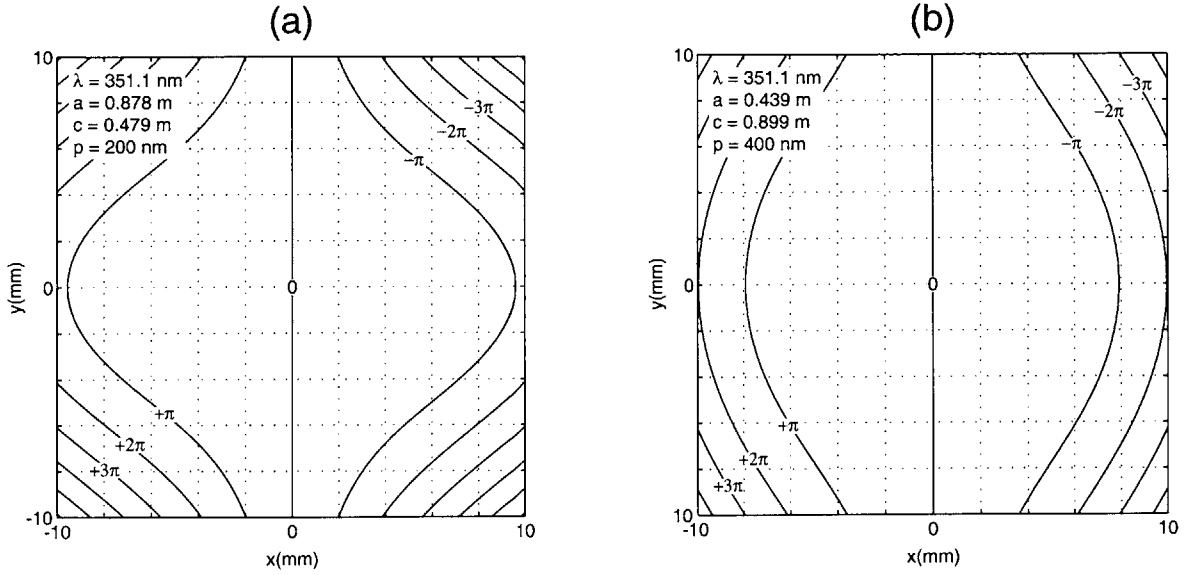 (a)
10
λ = 351.1 nm
a = 0.878 m
c = 0.479 m
p = 200 nm
−3π
−2π
−π
y(mm)
0
0
+π
+2π
+3π
-10
-10
0
10
x(mm)
(b)
10
λ = 351.1 nm
a = 0.439 m
c = 0.899 m
p = 400 nm
−3π
−2π
−π
y(mm)
0
0
+π
+2π
+3π
10
-10
0
10
x(mm)